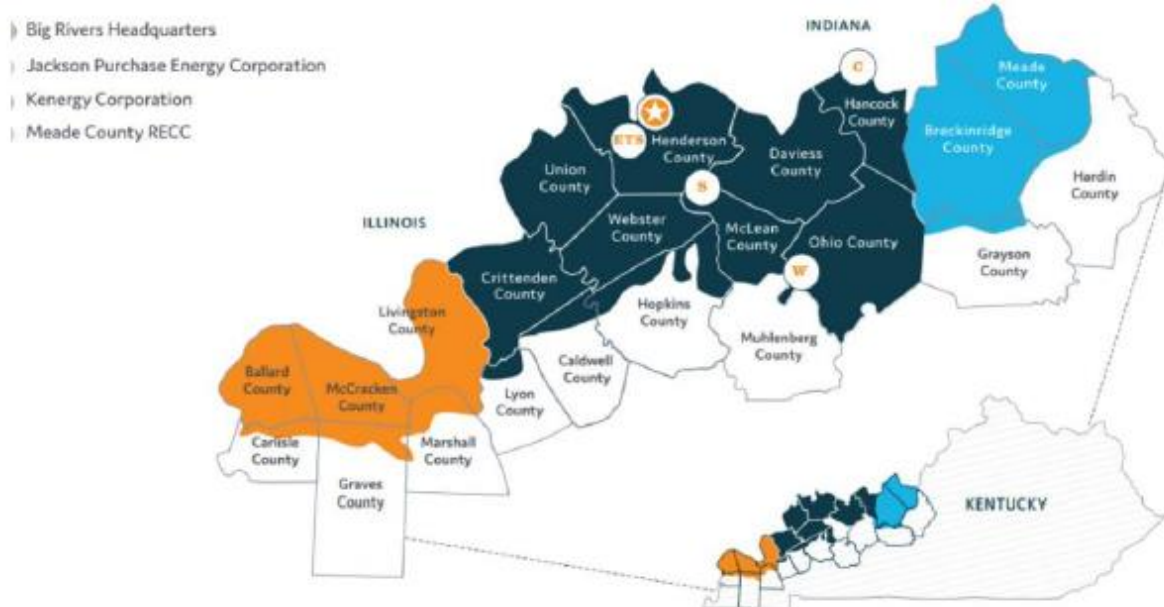 Big Rivers Headquarters
Jackson Purchase Energy Corporation
Kenergy Corporation
Meade County RECC
INDIANA
C
Meade
County
Hancock
County
Breckinridge
County
ETS
Henderson
County
Daviess
County
Union
County
Hardin
County
S
ILLINOIS
Webster
County
McLean
County
Ohio County
Grayson
County
W
Crittenden
County
Livingston
County
Hopkins
County
Muhlenberg
County
Caldwell
County
Ballard
County
McCracken
County
Lyon
County
Carlisle
County
Marshall
County
Graves
County
KENTUCKY